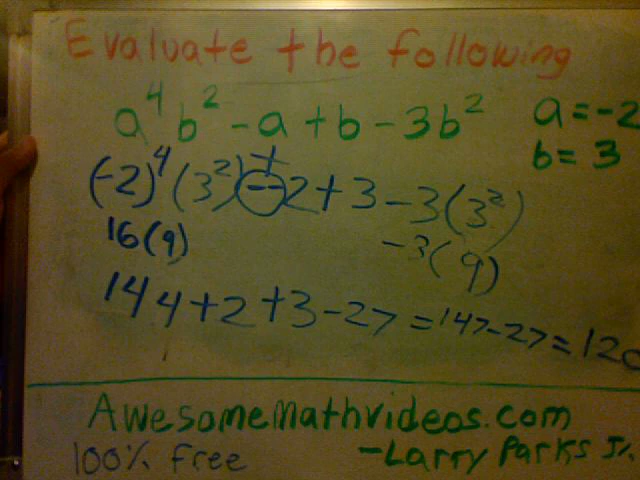 Evaluate the following
a⁴b² - a + b - 3b² a = -2
b = 3
(-2)⁴(3²) -- 2 + 3 - 3(3²)
+
16(9) -3(9)
144 + 2 + 3 - 27 = 147 - 27 = 120
Awesomemathvideos.com
100% free - Larry Parks Jr.